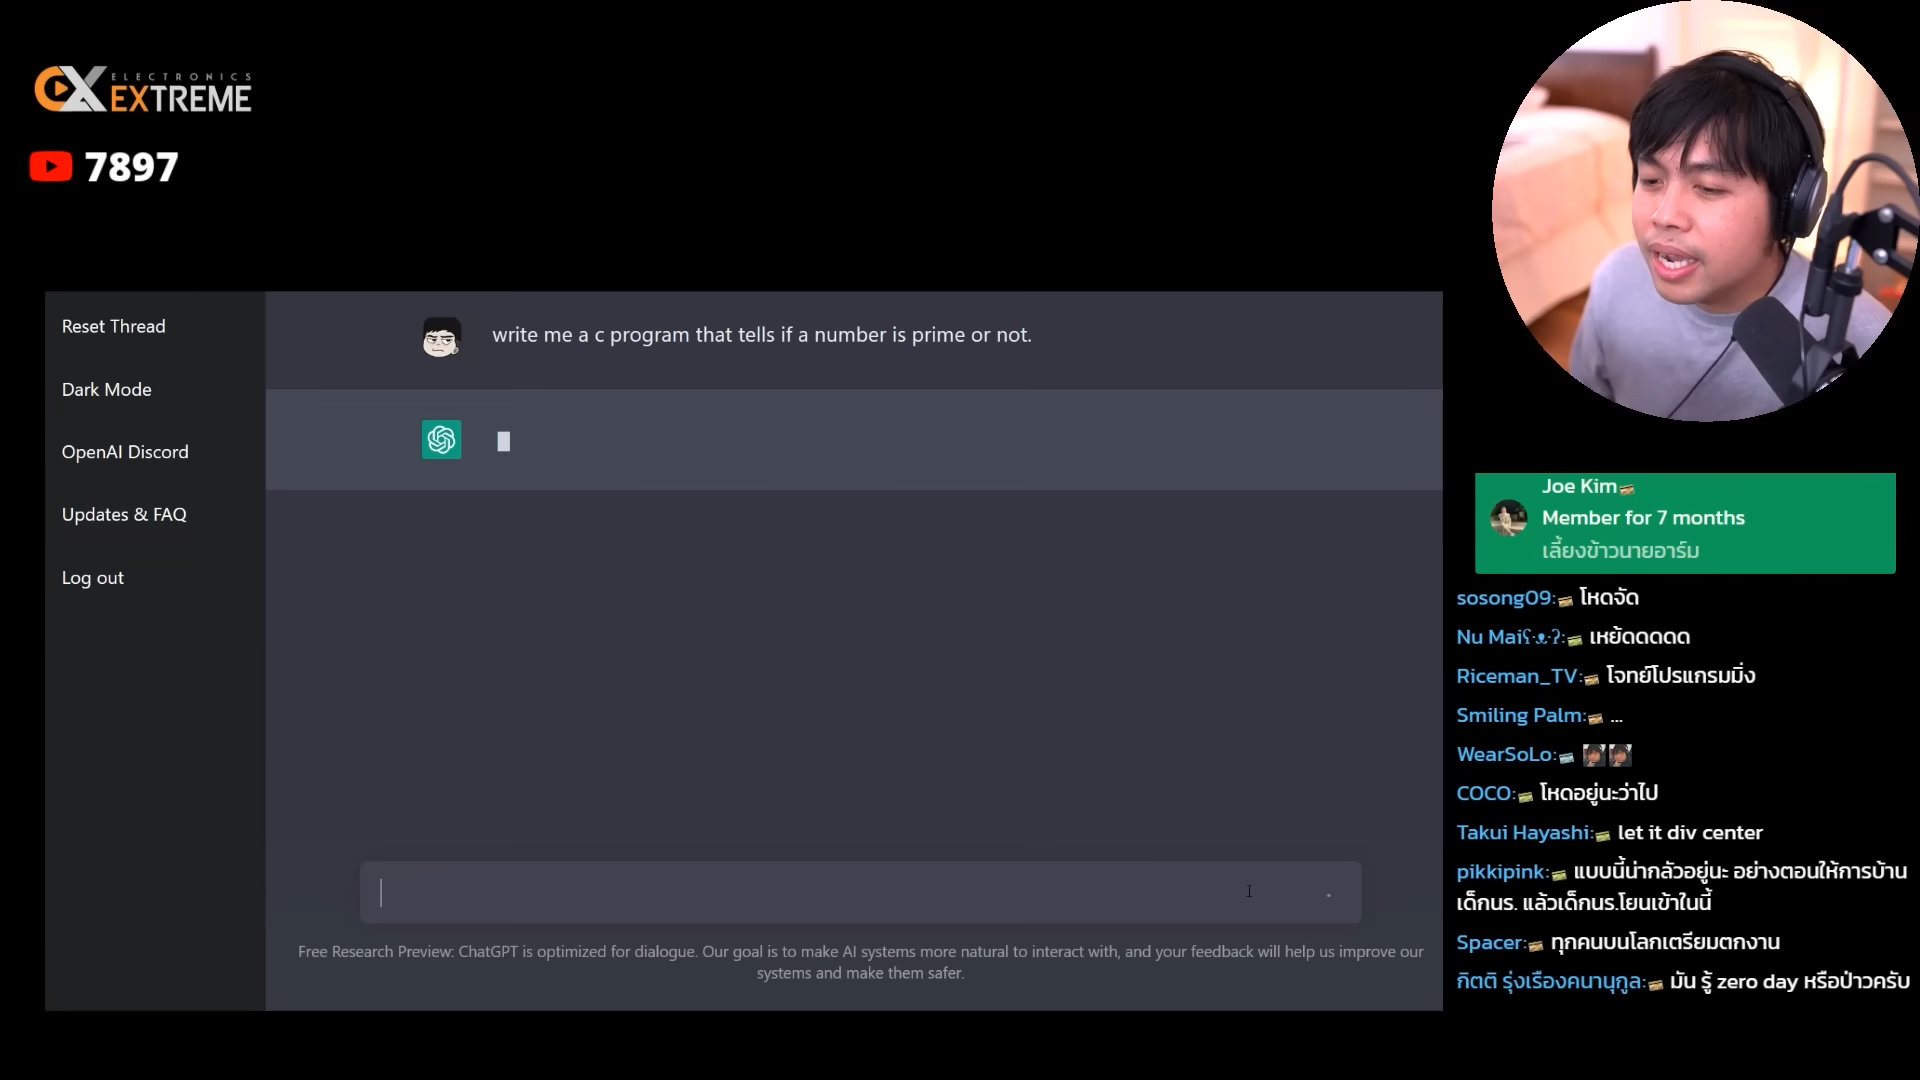 ELECTRONICS
EXTREME
7897
Reset Thread
Dark Mode
OpenAI Discord
Updates & FAQ
Log out
write me a c program that tells if a number is prime or not.
Free Research Preview: ChatGPT is optimized for dialogue. Our goal is to make AI systems more natural to interact with, and your feedback will help us improve our
systems and make them safer.
Joe Kim
Member for 7 months
เลี้ยงข้าวนายอาร์ม
sosong09: โหดจัด
Nu Maiʕ·ᴥ·ʔ: เหย้ดดดดด
Riceman_TV: โจทย์โปรแกรมมิ่ง
Smiling Palm: ...
WearSoLo:
COCO: โหดอยู่นะว่าไป
Takui Hayashi: let it div center
pikkipink: แบบนี้น่ากลัวอยู่นะ อย่างตอนให้การบ้าน
เด็กนร. แล้วเด็กนร.โยนเข้าในนี้
Spacer: ทุกคนบนโลกเตรียมตกงาน
กิตติ รุ่งเรืองคนานุกูล: มัน รู้ zero day หรือป่าวครับ